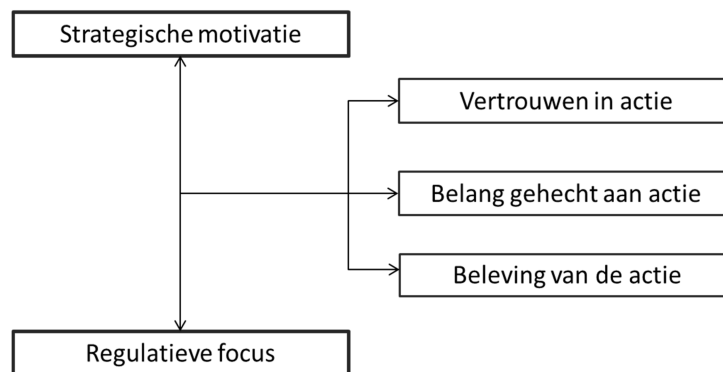 Strategische motivatie
Vertrouwen in actie
Belang gehecht aan actie
Beleving van de actie
Regulatieve focus